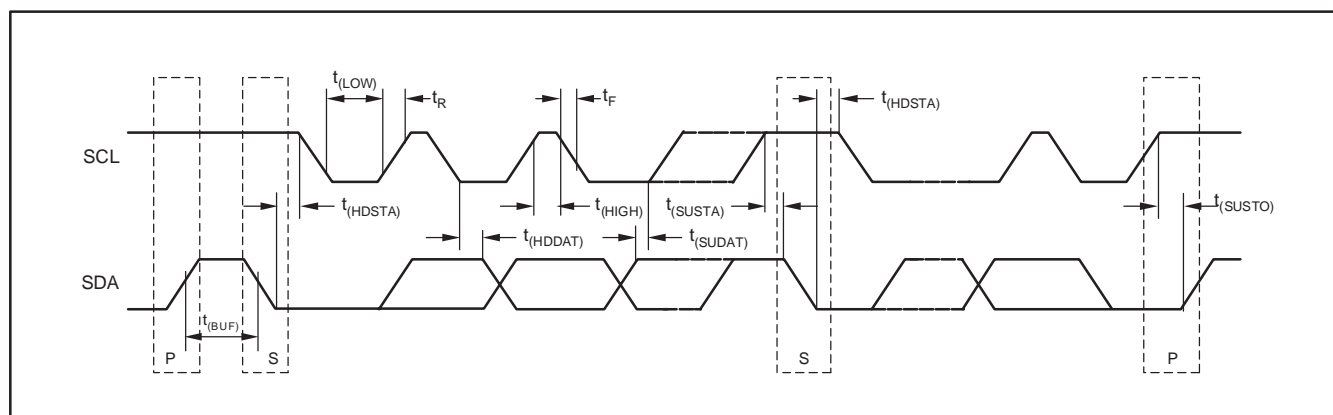 t(LOW)
tR
tF
t(HDSTA)
SCL
t(HDSTA)
t(HIGH)
t(SUSTA)
t(SUSTO)
t(HDDAT)
t(SUDAT)
SDA
t(BUF)
P
S
S
P